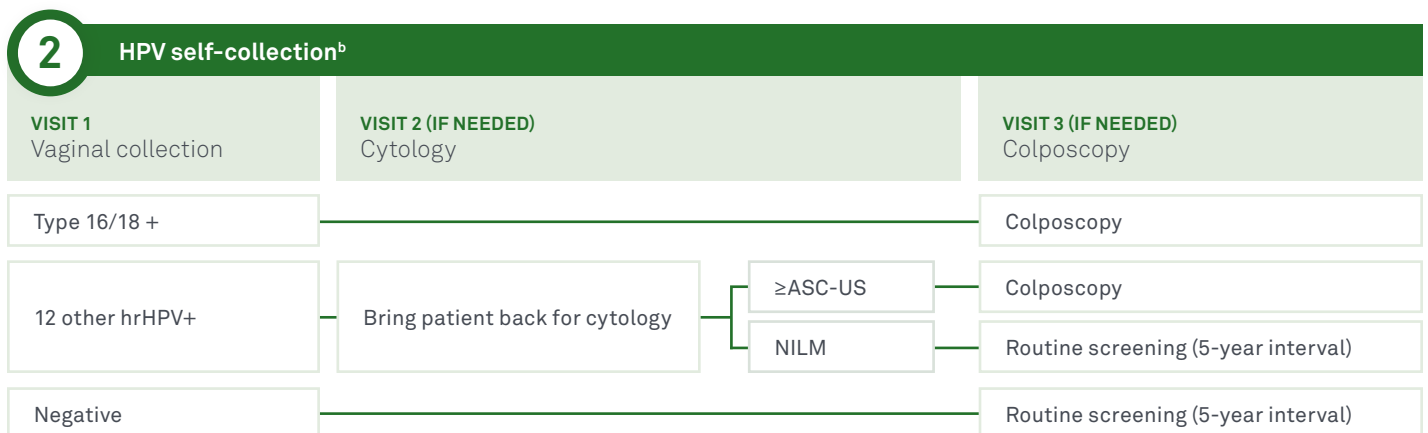 2
HPV self-collectionᵇ
VISIT 1
Vaginal collection
VISIT 2 (IF NEEDED)
Cytology
VISIT 3 (IF NEEDED)
Colposcopy
Type 16/18 +
Colposcopy
12 other hrHPV+
Bring patient back for cytology
≥ASC-US
Colposcopy
NILM
Routine screening (5-year interval)
Negative
Routine screening (5-year interval)